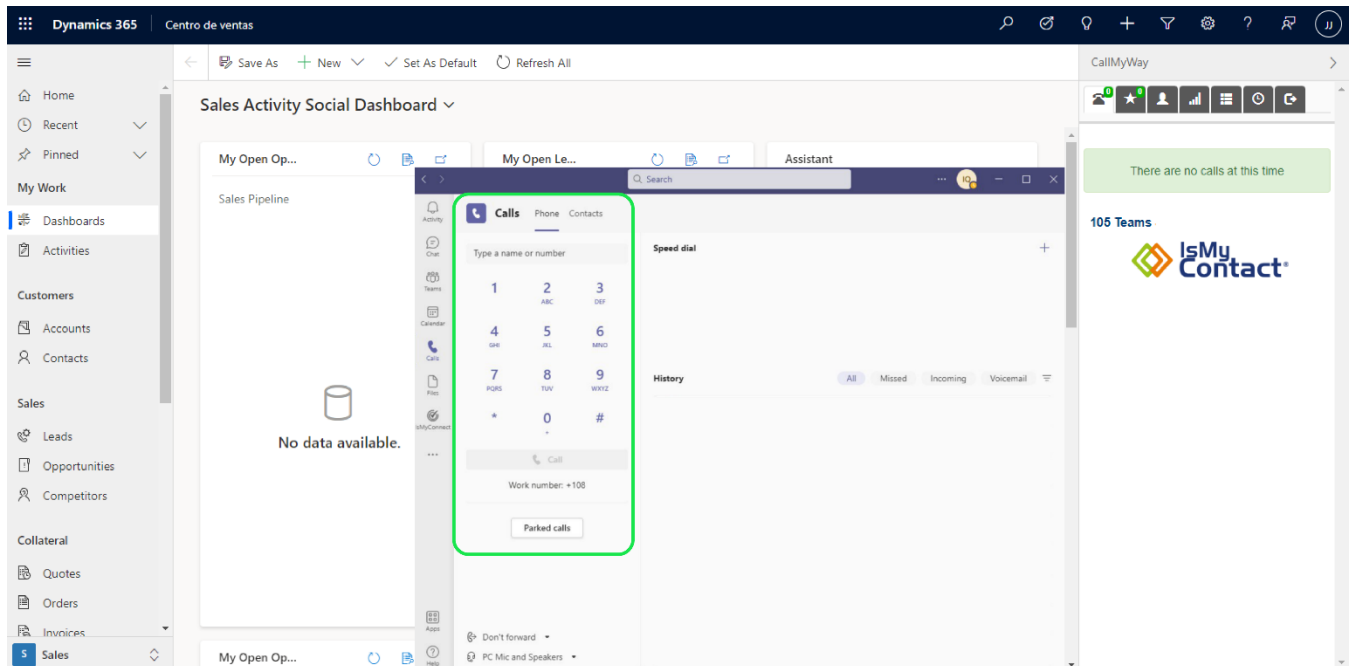 Dynamics 365
Centro de ventas
?
JJ
Save As
New
Set As Default
Refresh All
CallMyWay
Home
Recent
Pinned
My Work
Dashboards
Activities
Customers
Accounts
Contacts
Sales
Leads
Opportunities
Competitors
Collateral
Quotes
Orders
Invoices
S Sales
Sales Activity Social Dashboard
My Open Op...
My Open Le...
Assistant
Sales Pipeline
No data available.
My Open Op...
Search
IO
Activity
Chat
Teams
Calendar
Calls
Files
IsMyConnect
Apps
Help
Calls
Phone
Contacts
Type a name or number
1 2 3
ABC DEF
4 5 6
GHI JKL MNO
7 8 9
PQRS TUV WXYZ
* 0 #
+
Call
Work number: +108
Parked calls
Don't forward
PC Mic and Speakers
Speed dial
History
All
Missed
Incoming
Voicemail
0
0
There are no calls at this time
105 Teams
IsMy
Contact®